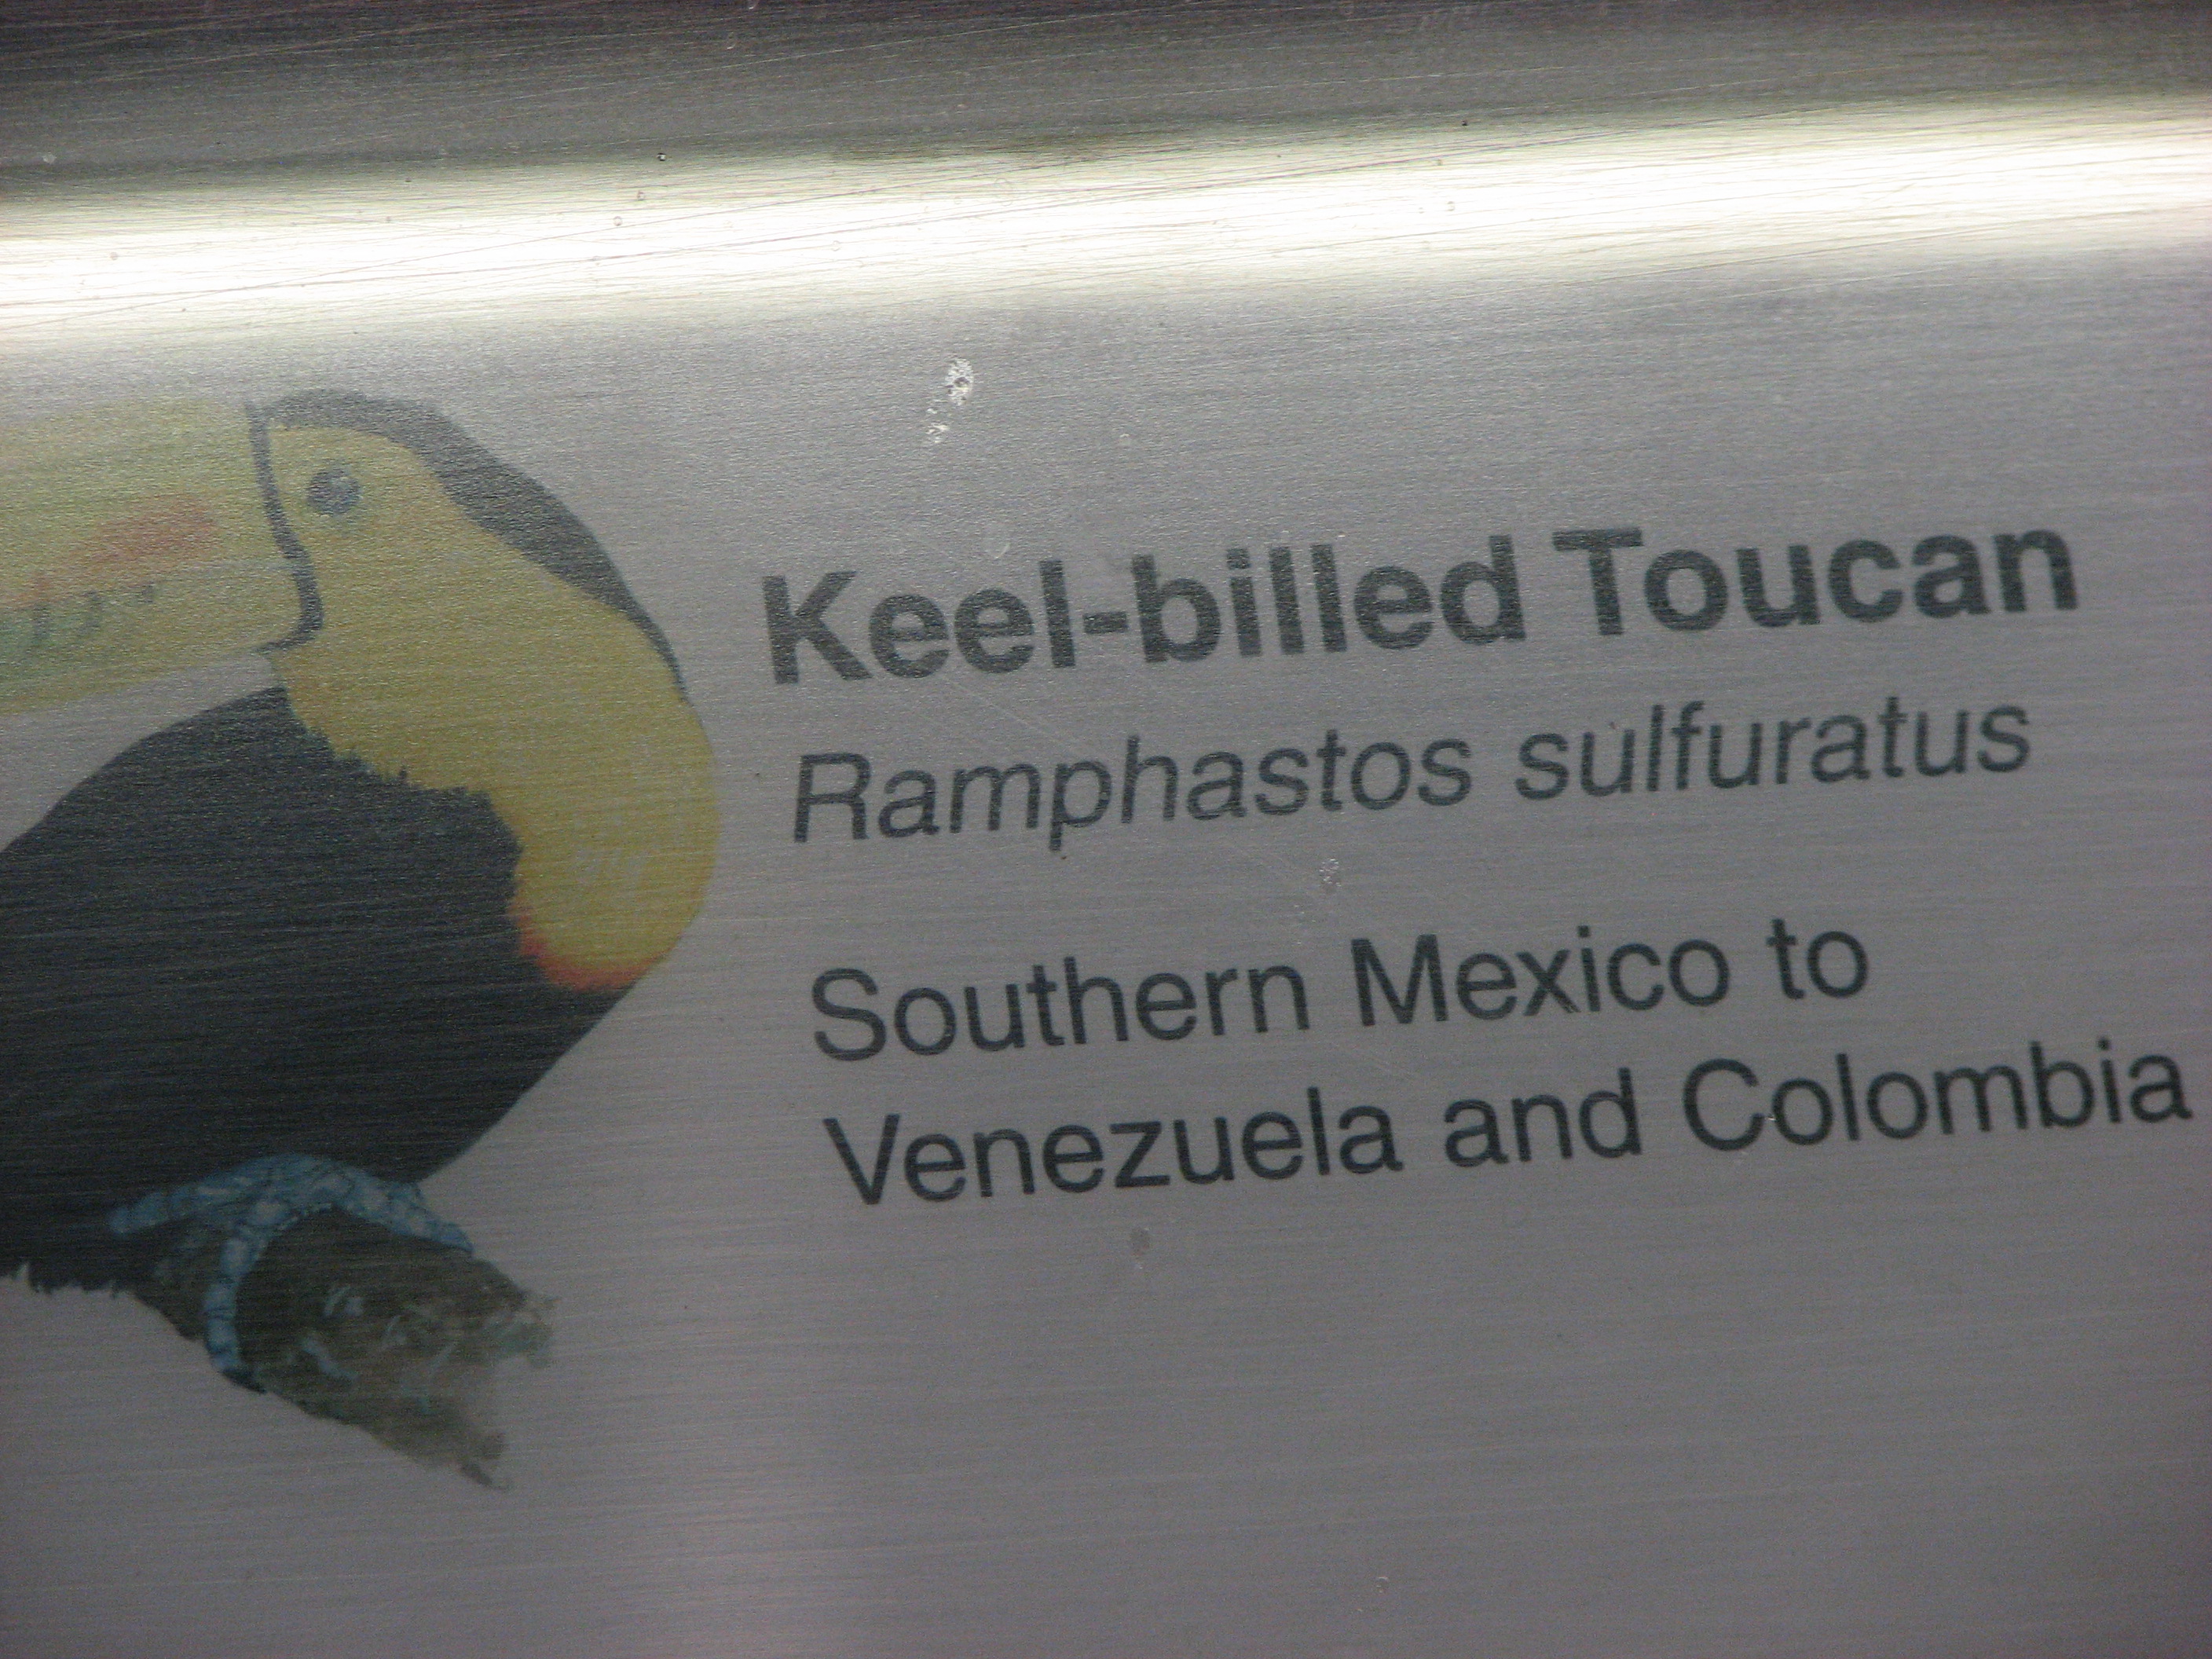 Keel-billed Toucan
Ramphastos sulfuratus
Southern Mexico to
Venezuela and Colombia